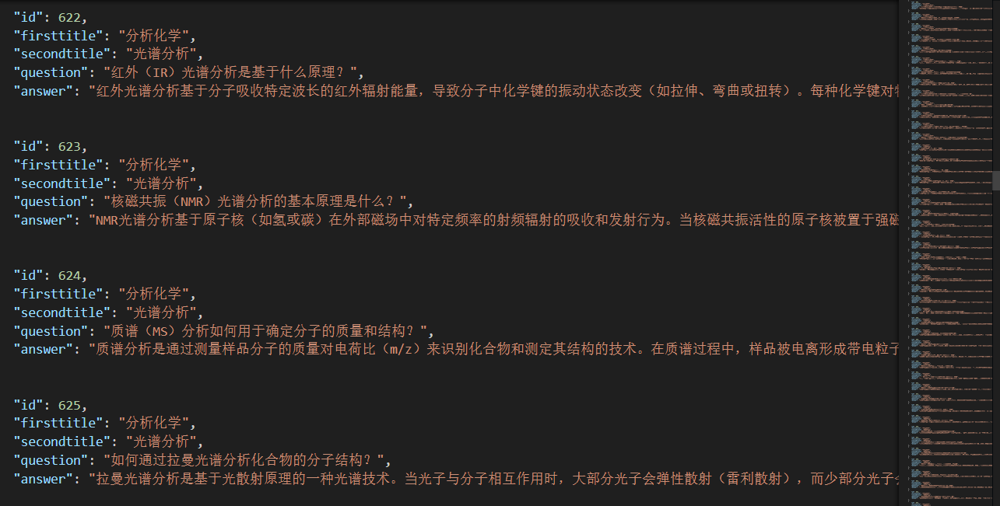 "id": 622,
"firsttitle": "分析化学",
"secondtitle": "光谱分析",
"question": "红外（IR）光谱分析是基于什么原理？",
"answer": "红外光谱分析基于分子吸收特定波长的红外辐射能量，导致分子中化学键的振动状态改变（如拉伸、弯曲或扭转）。每种化学键对
"id": 623,
"firsttitle": "分析化学",
"secondtitle": "光谱分析",
"question": "核磁共振（NMR）光谱分析的基本原理是什么？",
"answer": "NMR光谱分析基于原子核（如氢或碳）在外部磁场中对特定频率的射频辐射的吸收和发射行为。当核磁共振活性的原子核被置于强磁
"id": 624,
"firsttitle": "分析化学",
"secondtitle": "光谱分析",
"question": "质谱（MS）分析如何用于确定分子的质量和结构？",
"answer": "质谱分析是通过测量样品分子的质量对电荷比（m/z）来识别化合物和测定其结构的技术。在质谱过程中，样品被电离形成带电粒子
"id": 625,
"firsttitle": "分析化学",
"secondtitle": "光谱分析",
"question": "如何通过拉曼光谱分析化合物的分子结构？",
"answer": "拉曼光谱分析是基于光散射原理的一种光谱技术。当光子与分子相互作用时，大部分光子会弹性散射（雷利散射），而少部分光子